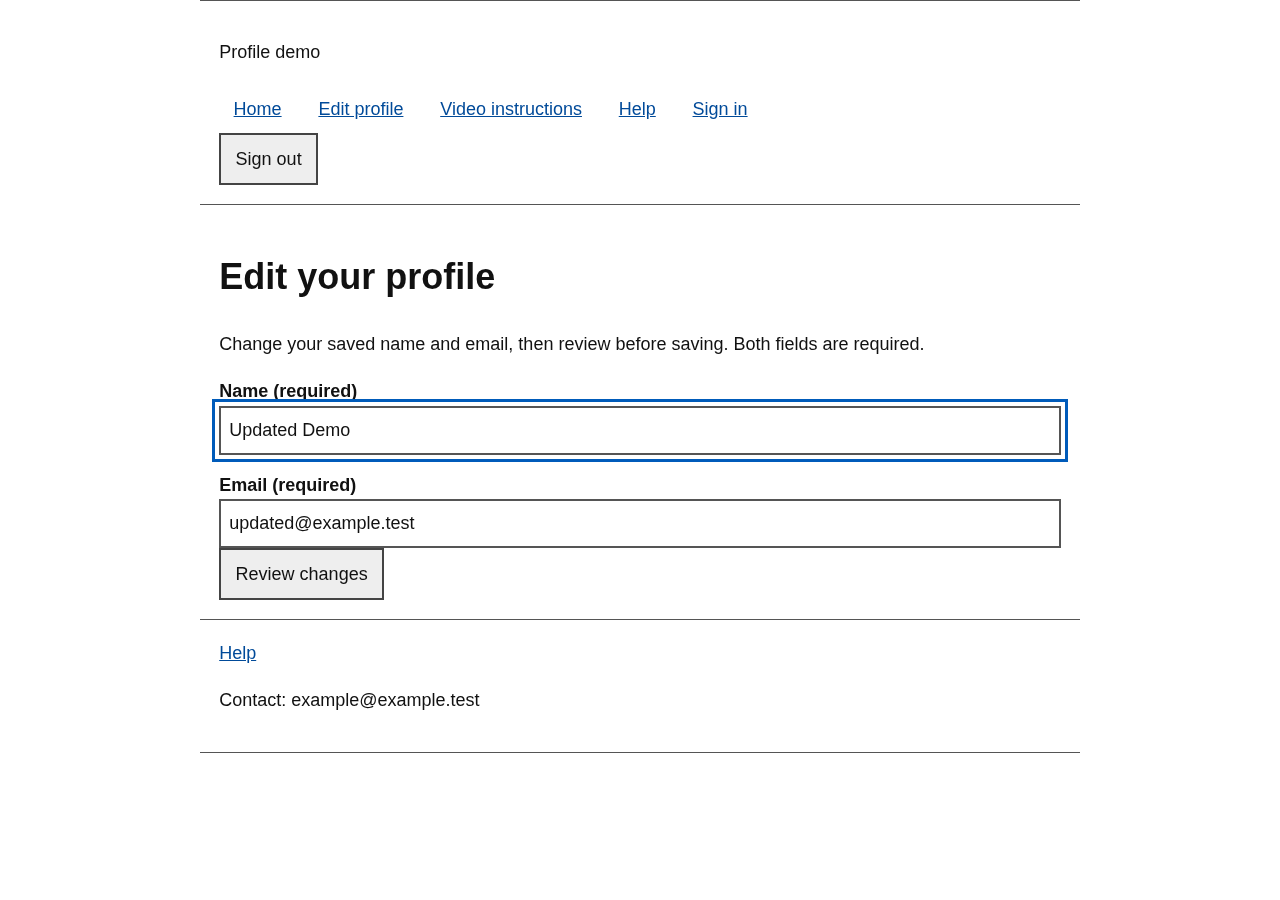 Profile demo
Home Edit profile Video instructions Help Sign in
Sign out
Edit your profile
Change your saved name and email, then review before saving. Both fields are required.
Name (required)
Updated Demo
Email (required)
updated@example.test
Review changes
Help
Contact: example@example.test